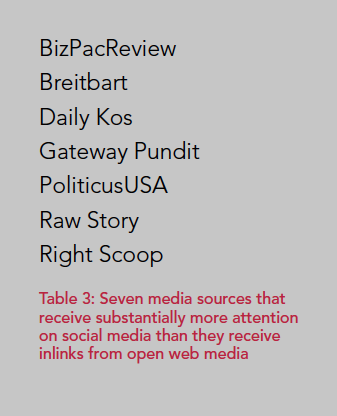 BizPacReview
Breitbart
Daily Kos
Gateway Pundit
PoliticusUSA
Raw Story
Right Scoop
Table 3: Seven media sources that
receive substantially more attention
on social media than they receive
inlinks from open web media